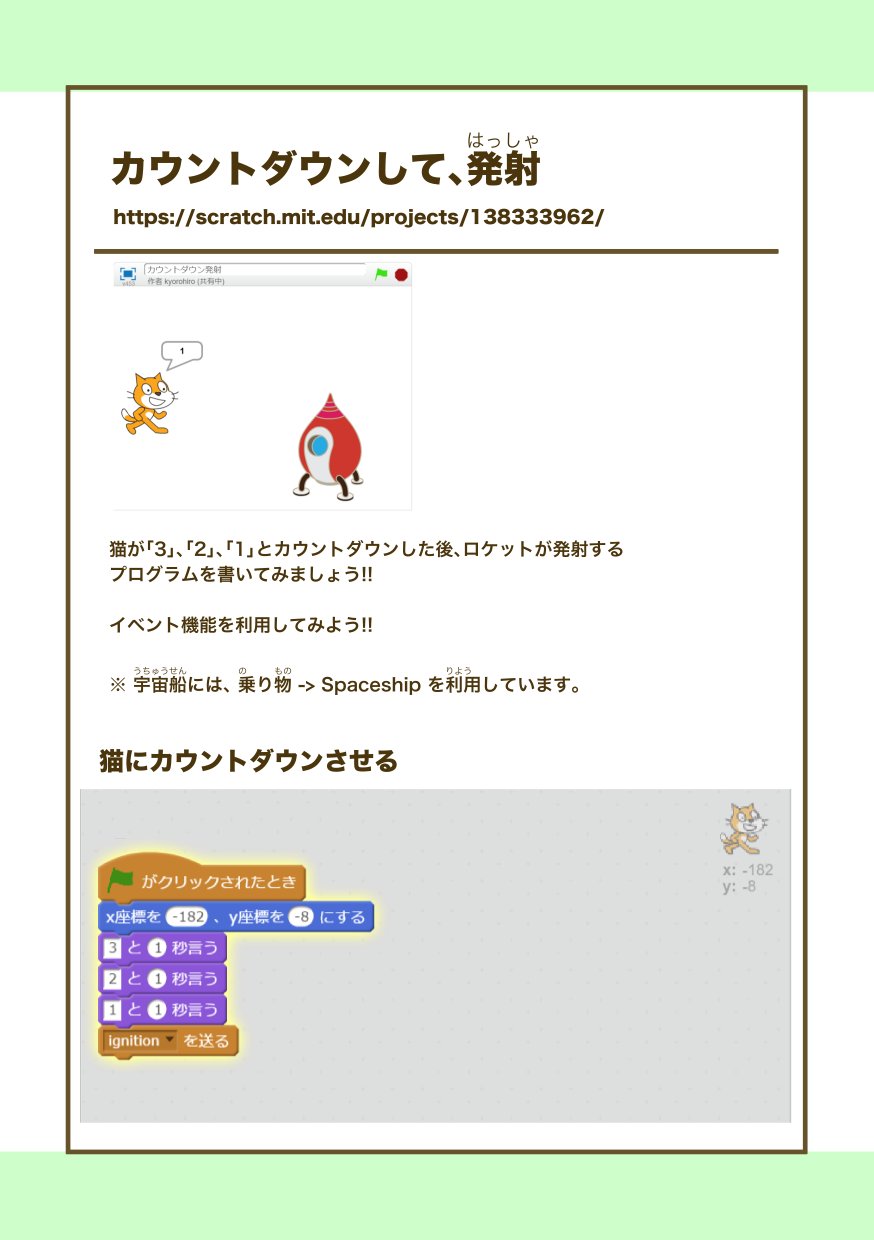 はっしゃ
カウントダウンして、発射
https://scratch.mit.edu/projects/138333962/
カウントダウン発射
v453
作者 kyorohiro (共有中)
1
猫が「3」、「2」、「1」とカウントダウンした後、ロケットが発射する
プログラムを書いてみましょう!!
イベント機能を利用してみよう!!
うちゅうせん の もの りよう
※ 宇宙船には、乗り物 -> Spaceship を利用しています。
猫にカウントダウンさせる
x: -182
y: -8
がクリックされたとき
x座標を -182 、y座標を -8 にする
3 と 1 秒言う
2 と 1 秒言う
1 と 1 秒言う
ignition を送る